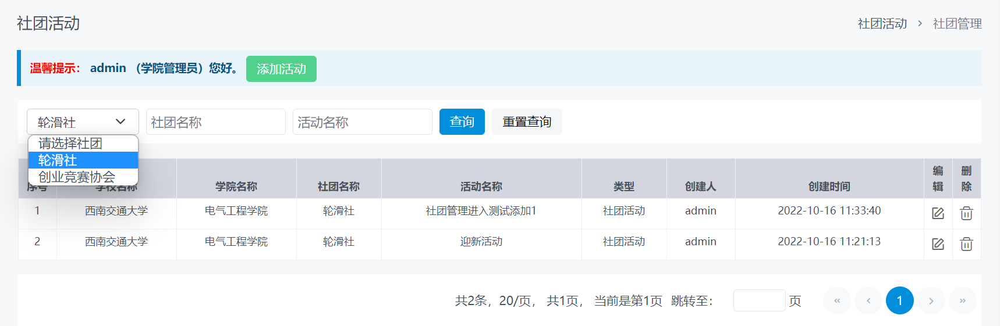 社团活动
社团活动 > 社团管理
温馨提示： admin （学院管理员）您好。 添加活动
轮滑社 社团名称 活动名称 查询 重置查询
请选择社团
轮滑社
创业竞赛协会
序号 学校名称 学院名称 社团名称 活动名称 类型 创建人 创建时间 编辑 删除
1 西南交通大学 电气工程学院 轮滑社 社团管理进入测试添加1 社团活动 admin 2022-10-16 11:33:40
2 西南交通大学 电气工程学院 轮滑社 迎新活动 社团活动 admin 2022-10-16 11:21:13
共2条，20/页， 共1页， 当前是第1页 跳转至： 页 « ‹ 1 › »